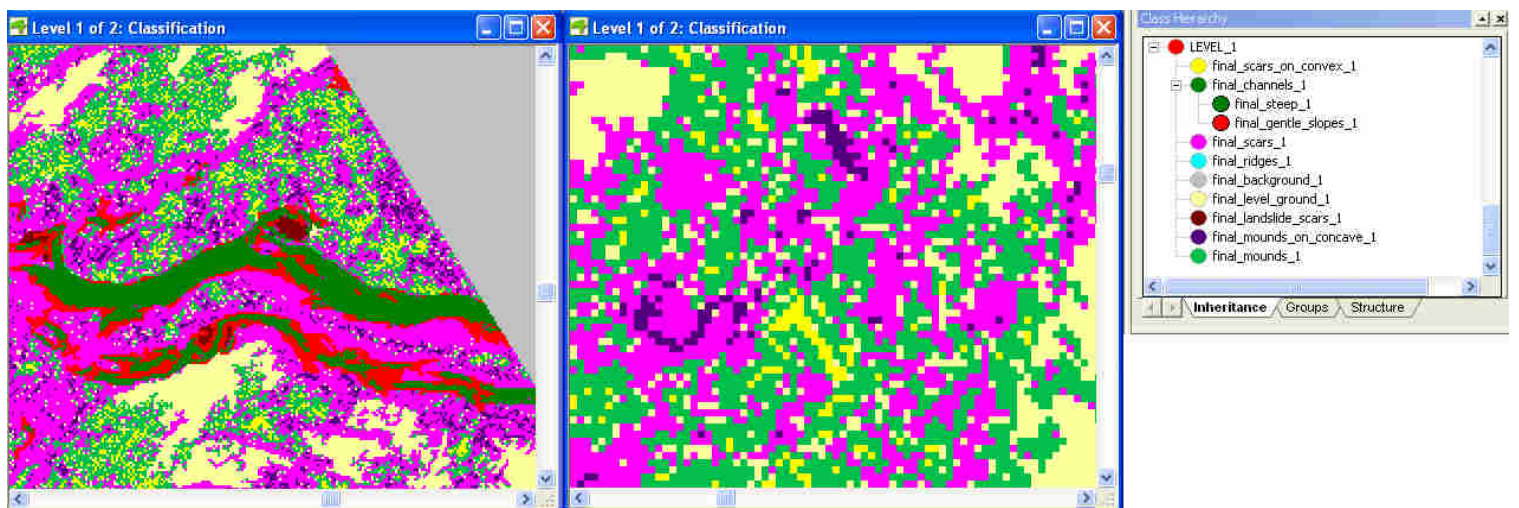 Level 1 of 2: Classification
Level 1 of 2: Classification
Class Hierarchy
LEVEL_1
final_scars_on_convex_1
final_channels_1
final_steep_1
final_gentle_slopes_1
final_scars_1
final_ridges_1
final_background_1
final_level_ground_1
final_landslide_scars_1
final_mounds_on_concave_1
final_mounds_1
Inheritance Groups Structure